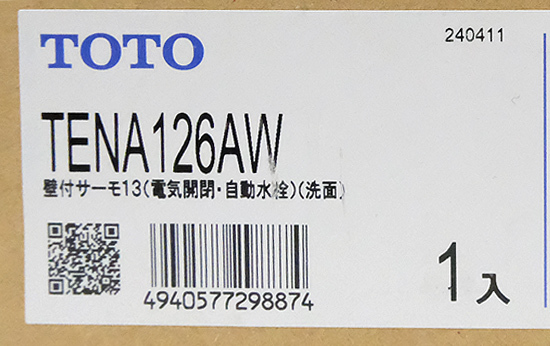 TOTO
240411
TENA126AW
壁付サーモ13(電気開閉・自動水栓)(洗面)
4940577298874
1入